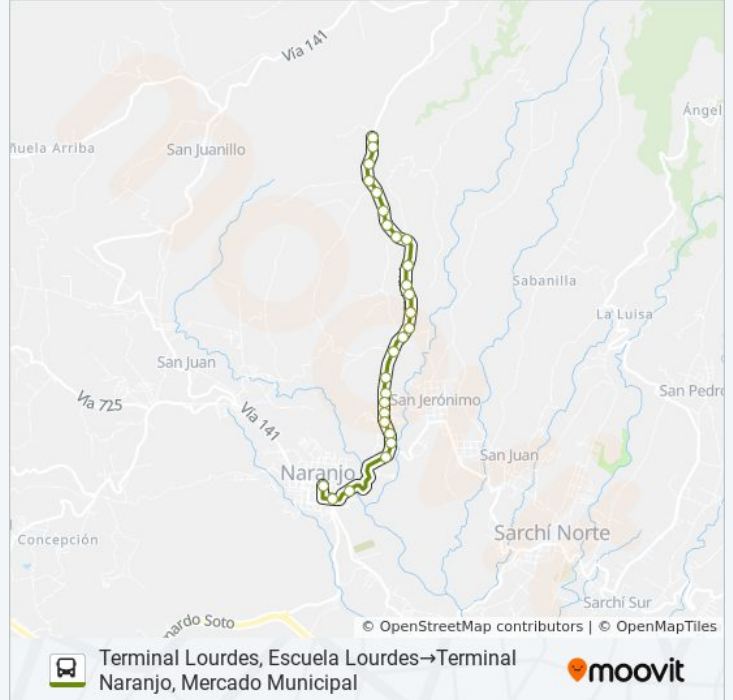 Vía 141
Ángel
ñuela Arriba
San Juanillo
Sabanilla
La Luisa
San Juan
San Pedro
Vía 725
San Jerónimo
Vía 141
San Juan
Naranjo
Sarchí Norte
Concepción
Sarchí Sur
nardo Soto
© OpenStreetMap contributors | © OpenMapTiles
Terminal Lourdes, Escuela Lourdes→Terminal
Naranjo, Mercado Municipal
moovit